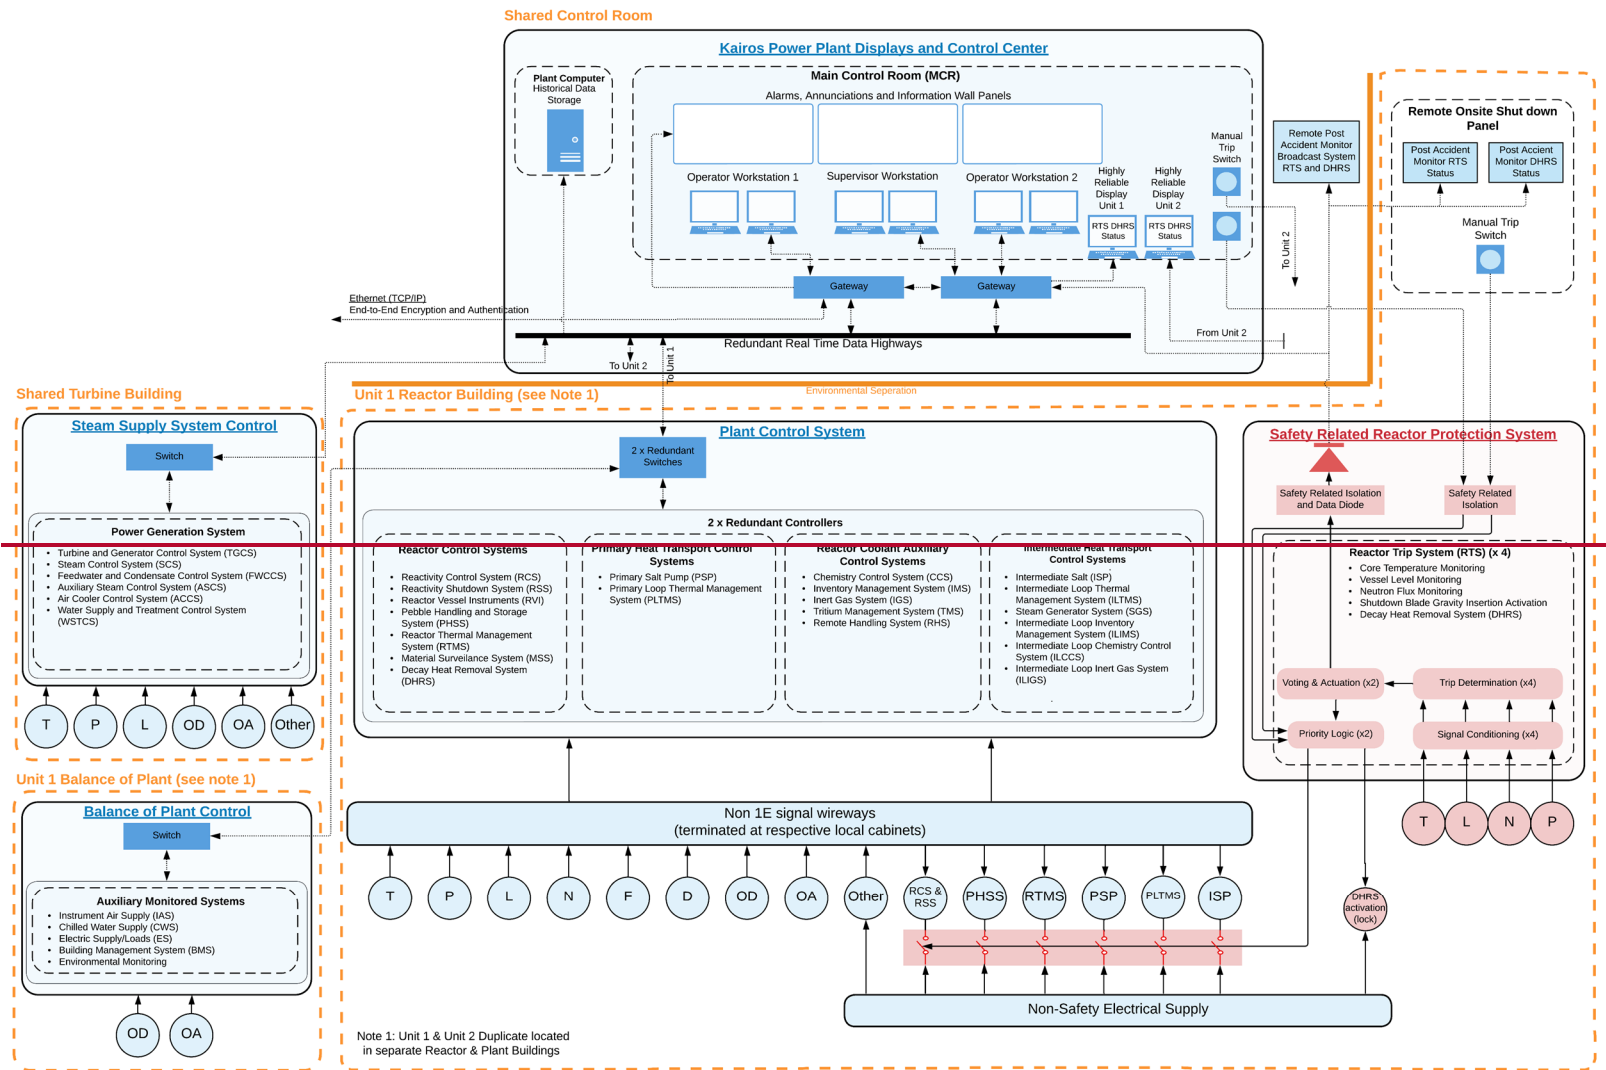 Shared Control Room
Kairos Power Plant Displays and Control Center
Plant Computer
Historical Data
Storage
Main Control Room (MCR)
Alarms, Annunciations and Information Wall Panels
Operator Workstation 1
Supervisor Workstation
Operator Workstation 2
Highly
Reliable
Display
Unit 1
Highly
Reliable
Display
Unit 2
RTS DHRS
Status
RTS DHRS
Status
Manual
Trip
Switch
Gateway
Gateway
To Unit 2
Remote Post
Accident Monitor
Broadcast System
RTS and DHRS
Remote Onsite Shut down
Panel
Post Accident
Monitor RTS
Status
Post Accient
Monitor DHRS
Status
Manual Trip
Switch
Ethernet (TCP/IP)
End-to-End Encryption and Authentication
Redundant Real Time Data Highways
From Unit 2
To Unit 2
To Unit 1
Environmental Seperation
Shared Turbine Building
Steam Supply System Control
Switch
Power Generation System
• Turbine and Generator Control System (TGCS)
• Steam Control System (SCS)
• Feedwater and Condensate Control System (FWCCS)
• Auxiliary Steam Control System (ASCS)
• Air Cooler Control System (ACCS)
• Water Supply and Treatment Control System
(WSTCS)
T
P
L
OD
OA
Other
Unit 1 Balance of Plant (see note 1)
Balance of Plant Control
Switch
Auxiliary Monitored Systems
• Instrument Air Supply (IAS)
• Chilled Water Supply (CWS)
• Electric Supply/Loads (ES)
• Building Management System (BMS)
• Environmental Monitoring
OD
OA
Unit 1 Reactor Building (see Note 1)
Plant Control System
2 x Redundant
Switches
2 x Redundant Controllers
Reactor Control Systems
• Reactivity Control System (RCS)
• Reactivity Shutdown System (RSS)
• Reactor Vessel Instruments (RVI)
• Pebble Handling and Storage
System (PHSS)
• Reactor Thermal Management
System (RTMS)
• Material Surveilance System (MSS)
• Decay Heat Removal System
(DHRS)
Primary Heat Transport Control
Systems
• Primary Salt Pump (PSP)
• Primary Loop Thermal Management
System (PLTMS)
Reactor Coolant Auxiliary
Control Systems
• Chemistry Control System (CCS)
• Inventory Management System (IMS)
• Inert Gas System (IGS)
• Tritium Management System (TMS)
• Remote Handling System (RHS)
Intermediate Heat Transport
Control Systems
• Intermediate Salt (ISP)
• Intermediate Loop Thermal
Management System (ILTMS)
• Steam Generator System (SGS)
• Intermediate Loop Inventory
Management System (ILIMS)
• Intermediate Loop Chemistry Control
System (ILCCS)
• Intermediate Loop Inert Gas System
(ILIGS)
Safety Related Reactor Protection System
Safety Related Isolation
and Data Diode
Safety Related
Isolation
Reactor Trip System (RTS) (x 4)
• Core Temperature Monitoring
• Vessel Level Monitoring
• Neutron Flux Monitoring
• Shutdown Blade Gravity Insertion Activation
• Decay Heat Removal System (DHRS)
Voting & Actuation (x2)
Trip Determination (x4)
Priority Logic (x2)
Signal Conditioning (x4)
T
L
N
P
Non 1E signal wireways
(terminated at respective local cabinets)
T
P
L
N
F
D
OD
OA
Other
RCS &
RSS
PHSS
RTMS
PSP
PLTMS
ISP
DHRS
activation
(lock)
Non-Safety Electrical Supply
Note 1: Unit 1 & Unit 2 Duplicate located
in separate Reactor & Plant Buildings